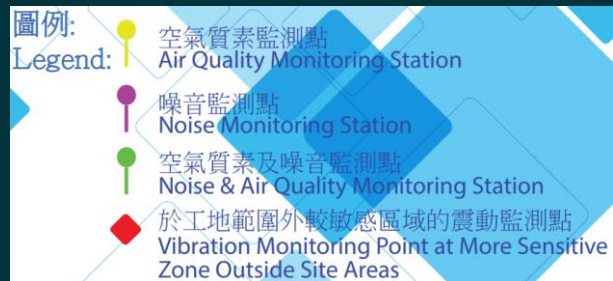 圖例:
Legend:
空氣質素監測點
Air Quality Monitoring Station
噪音監測點
Noise Monitoring Station
空氣質素及噪音監測點
Noise & Air Quality Monitoring Station
於工地範圍外較敏感區域的震動監測點
Vibration Monitoring Point at More Sensitive
Zone Outside Site Areas